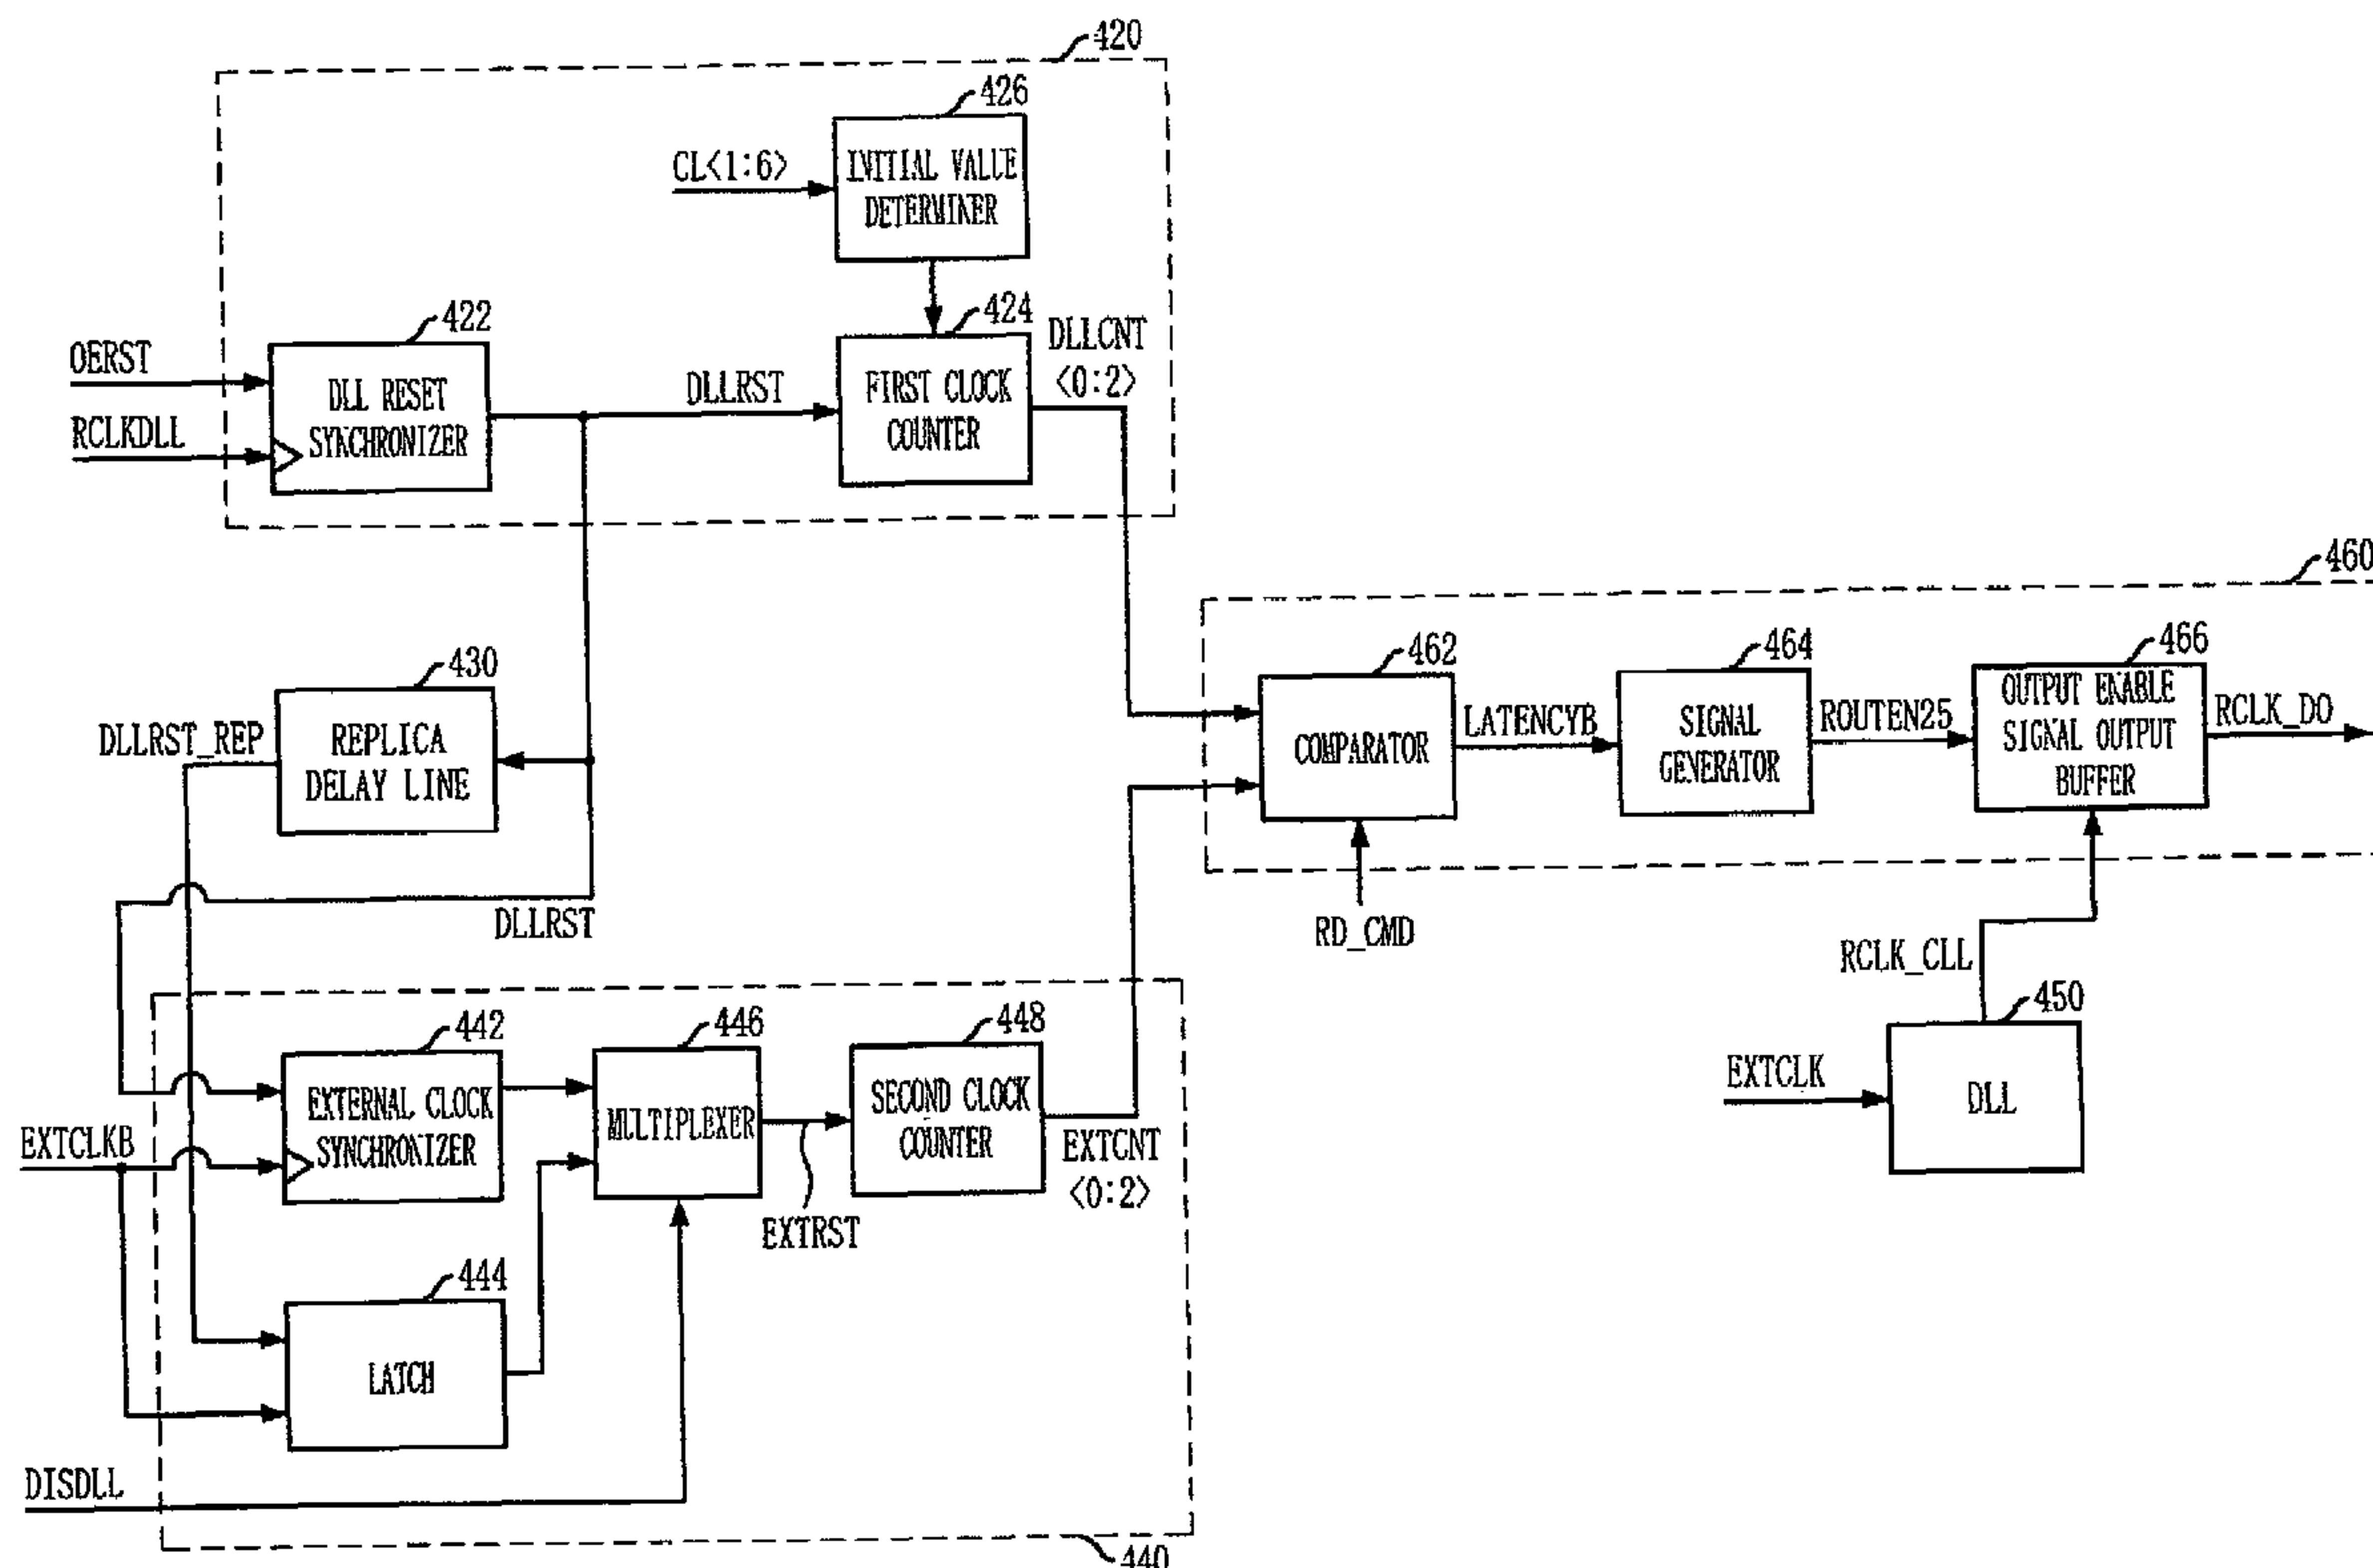 420
426
CL<1:6>
INITIAL VALUE
DETERMINER
422
424
DLLCNT
<0:2>
OERST
DLL RESET
SYNCHRONIZER
DLLRST
FIRST CLOCK
COUNTER
RCLKDLL
460
430
462
464
466
DLLRST_REP
REPLICA
DELAY LINE
COMPARATOR
LATENCYB
SIGNAL
GENERATOR
ROUTEN25
OUTPUT ENABLE
SIGNAL OUTPUT
BUFFER
RCLK_DO
DLLRST
RD_CMD
RCLK_CLL
450
442
446
448
EXTCLK
DLL
EXTERNAL CLOCK
SYNCHRONIZER
MULTIPLEXER
SECOND CLOCK
COUNTER
EXTCLKB
EXTCNT
<0:2>
EXTRST
444
LATCH
DISDLL
440